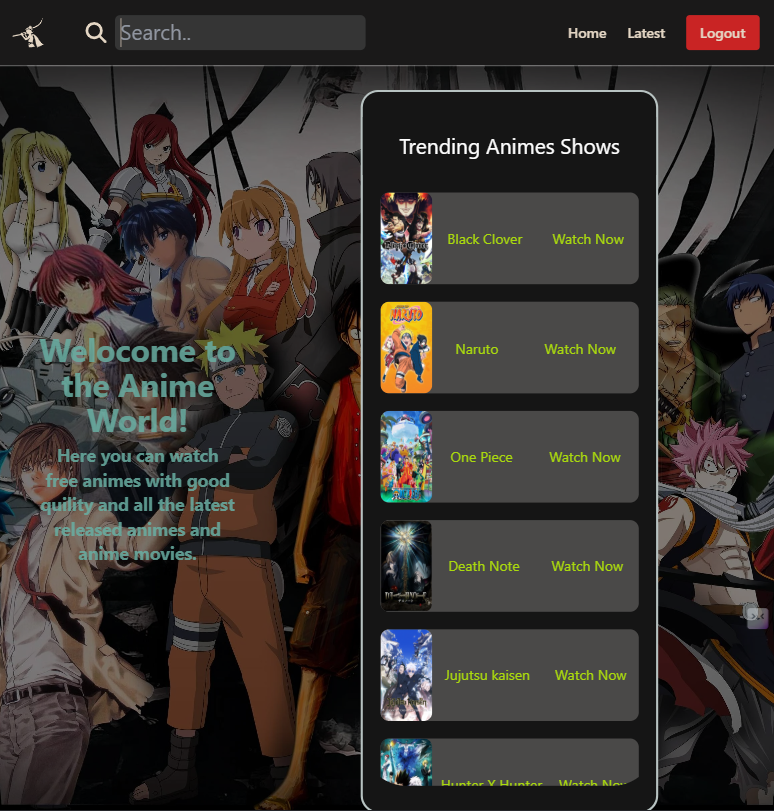 Search..
Home
Latest
Logout
Trending Animes Shows
Black Clover
Watch Now
NARUTO
Naruto
Watch Now
One Piece
Watch Now
Death Note
Watch Now
Jujutsu kaisen
Watch Now
Hunter X Hunter
Watch Now
Welocome to
the Anime
World!
Here you can watch
free animes with good
quility and all the latest
released animes and
anime movies.